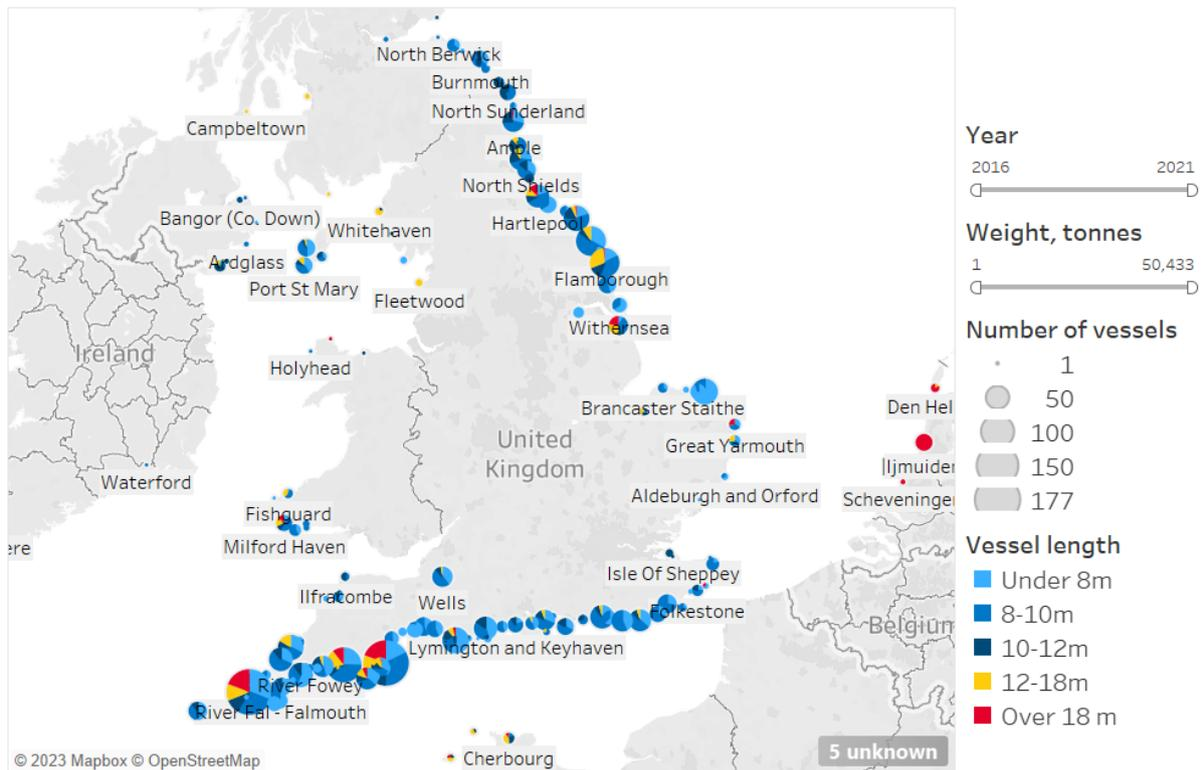 North Berwick
Burnmouth
North Sunderland
Campbeltown
Amble
North Shields
Bangor (Co. Down)
Whitehaven
Hartlepool
Ardglass
Port St Mary
Flamborough
Fleetwood
Withernsea
Ireland
Holyhead
Brancaster Staithe
Den Hel
United
Kingdom
Great Yarmouth
Ijmuiden
Waterford
Aldeburgh and Orford
Scheveningen
Fishguard
ere
Milford Haven
Isle Of Sheppey
Ilfracombe
Wells
Folkestone
Belgium
Lymington and Keyhaven
River Fowey
River Fal - Falmouth
Cherbourg
5 unknown
© 2023 Mapbox © OpenStreetMap
Year
2016 2021
Weight, tonnes
1 50,433
Number of vessels
1
50
100
150
177
Vessel length
Under 8m
8-10m
10-12m
12-18m
Over 18 m